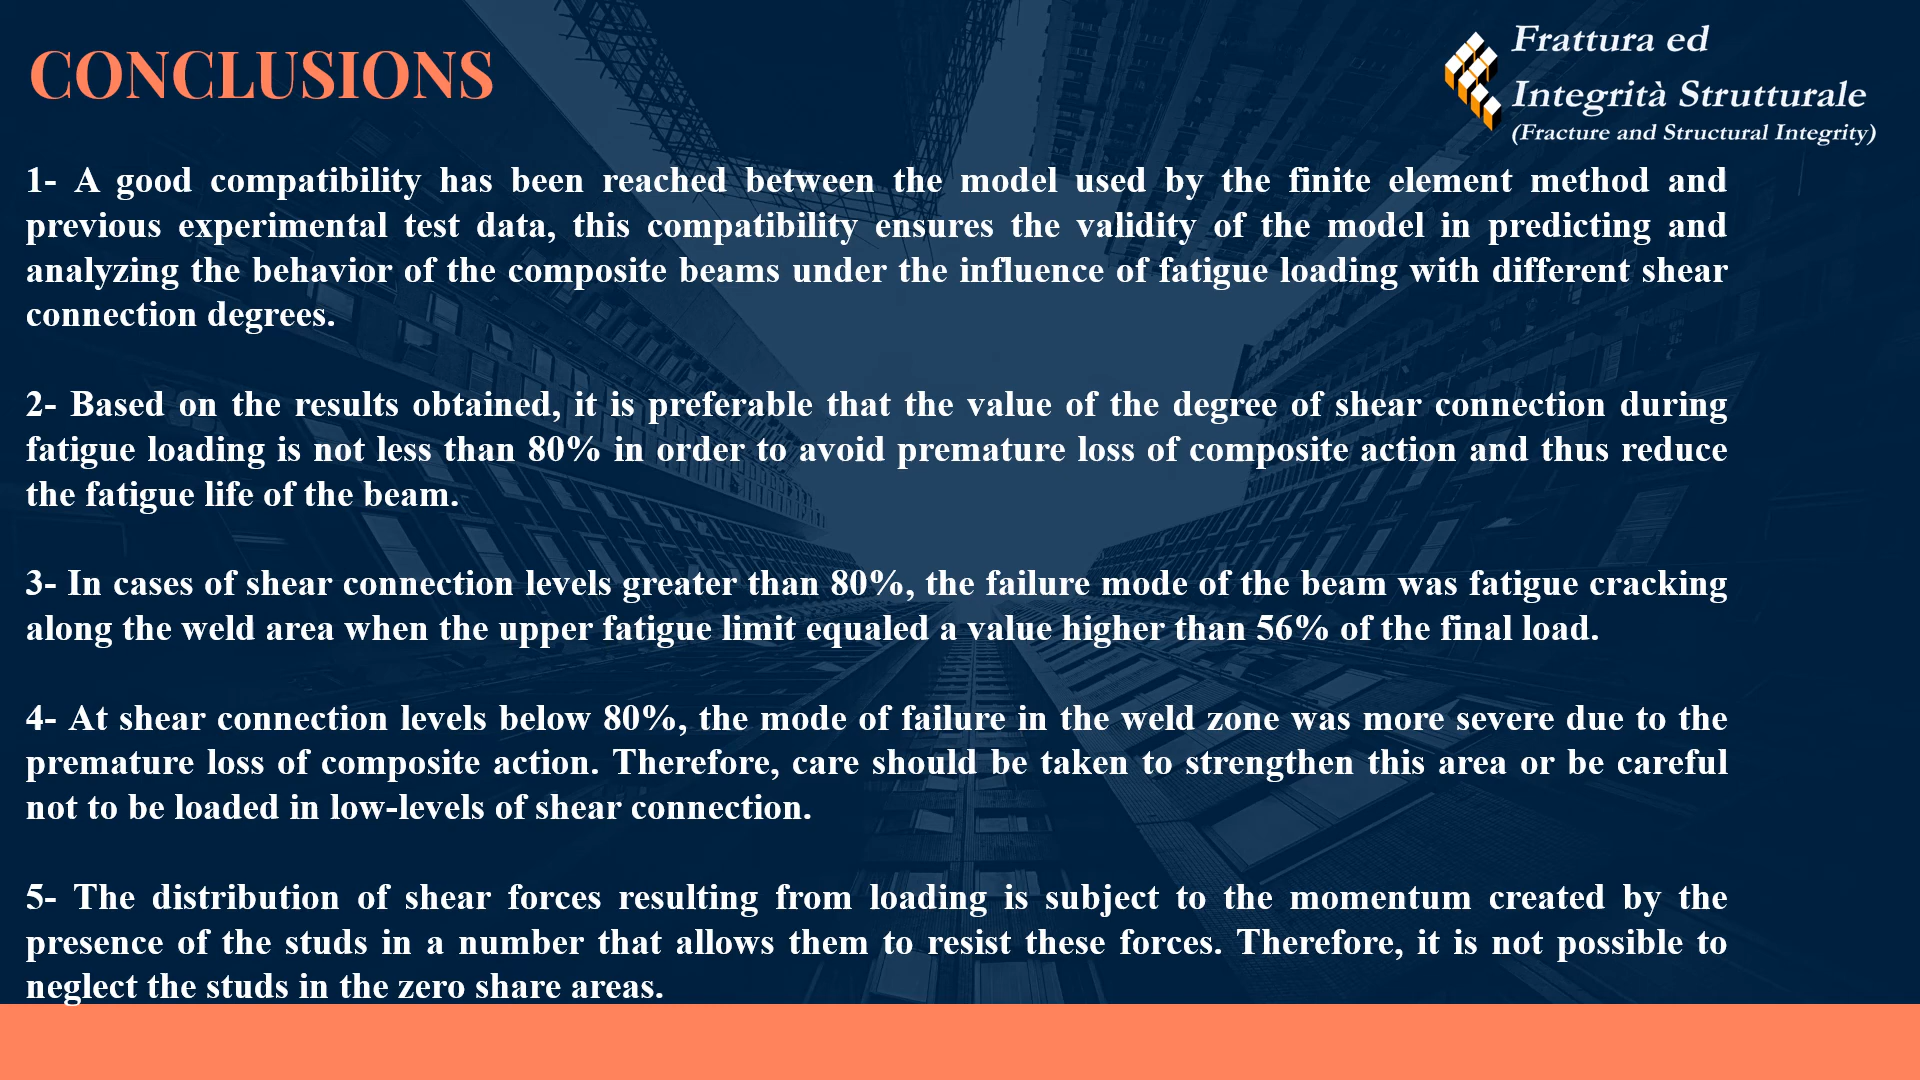 CONCLUSIONS
Frattura ed
Integrità Strutturale
(Fracture and Structural Integrity)
1- A good compatibility has been reached between the model used by the finite element method and
previous experimental test data, this compatibility ensures the validity of the model in predicting and
analyzing the behavior of the composite beams under the influence of fatigue loading with different shear
connection degrees.
2- Based on the results obtained, it is preferable that the value of the degree of shear connection during
fatigue loading is not less than 80% in order to avoid premature loss of composite action and thus reduce
the fatigue life of the beam.
3- In cases of shear connection levels greater than 80%, the failure mode of the beam was fatigue cracking
along the weld area when the upper fatigue limit equaled a value higher than 56% of the final load.
4- At shear connection levels below 80%, the mode of failure in the weld zone was more severe due to the
premature loss of composite action. Therefore, care should be taken to strengthen this area or be careful
not to be loaded in low-levels of shear connection.
5- The distribution of shear forces resulting from loading is subject to the momentum created by the
presence of the studs in a number that allows them to resist these forces. Therefore, it is not possible to
neglect the studs in the zero share areas.